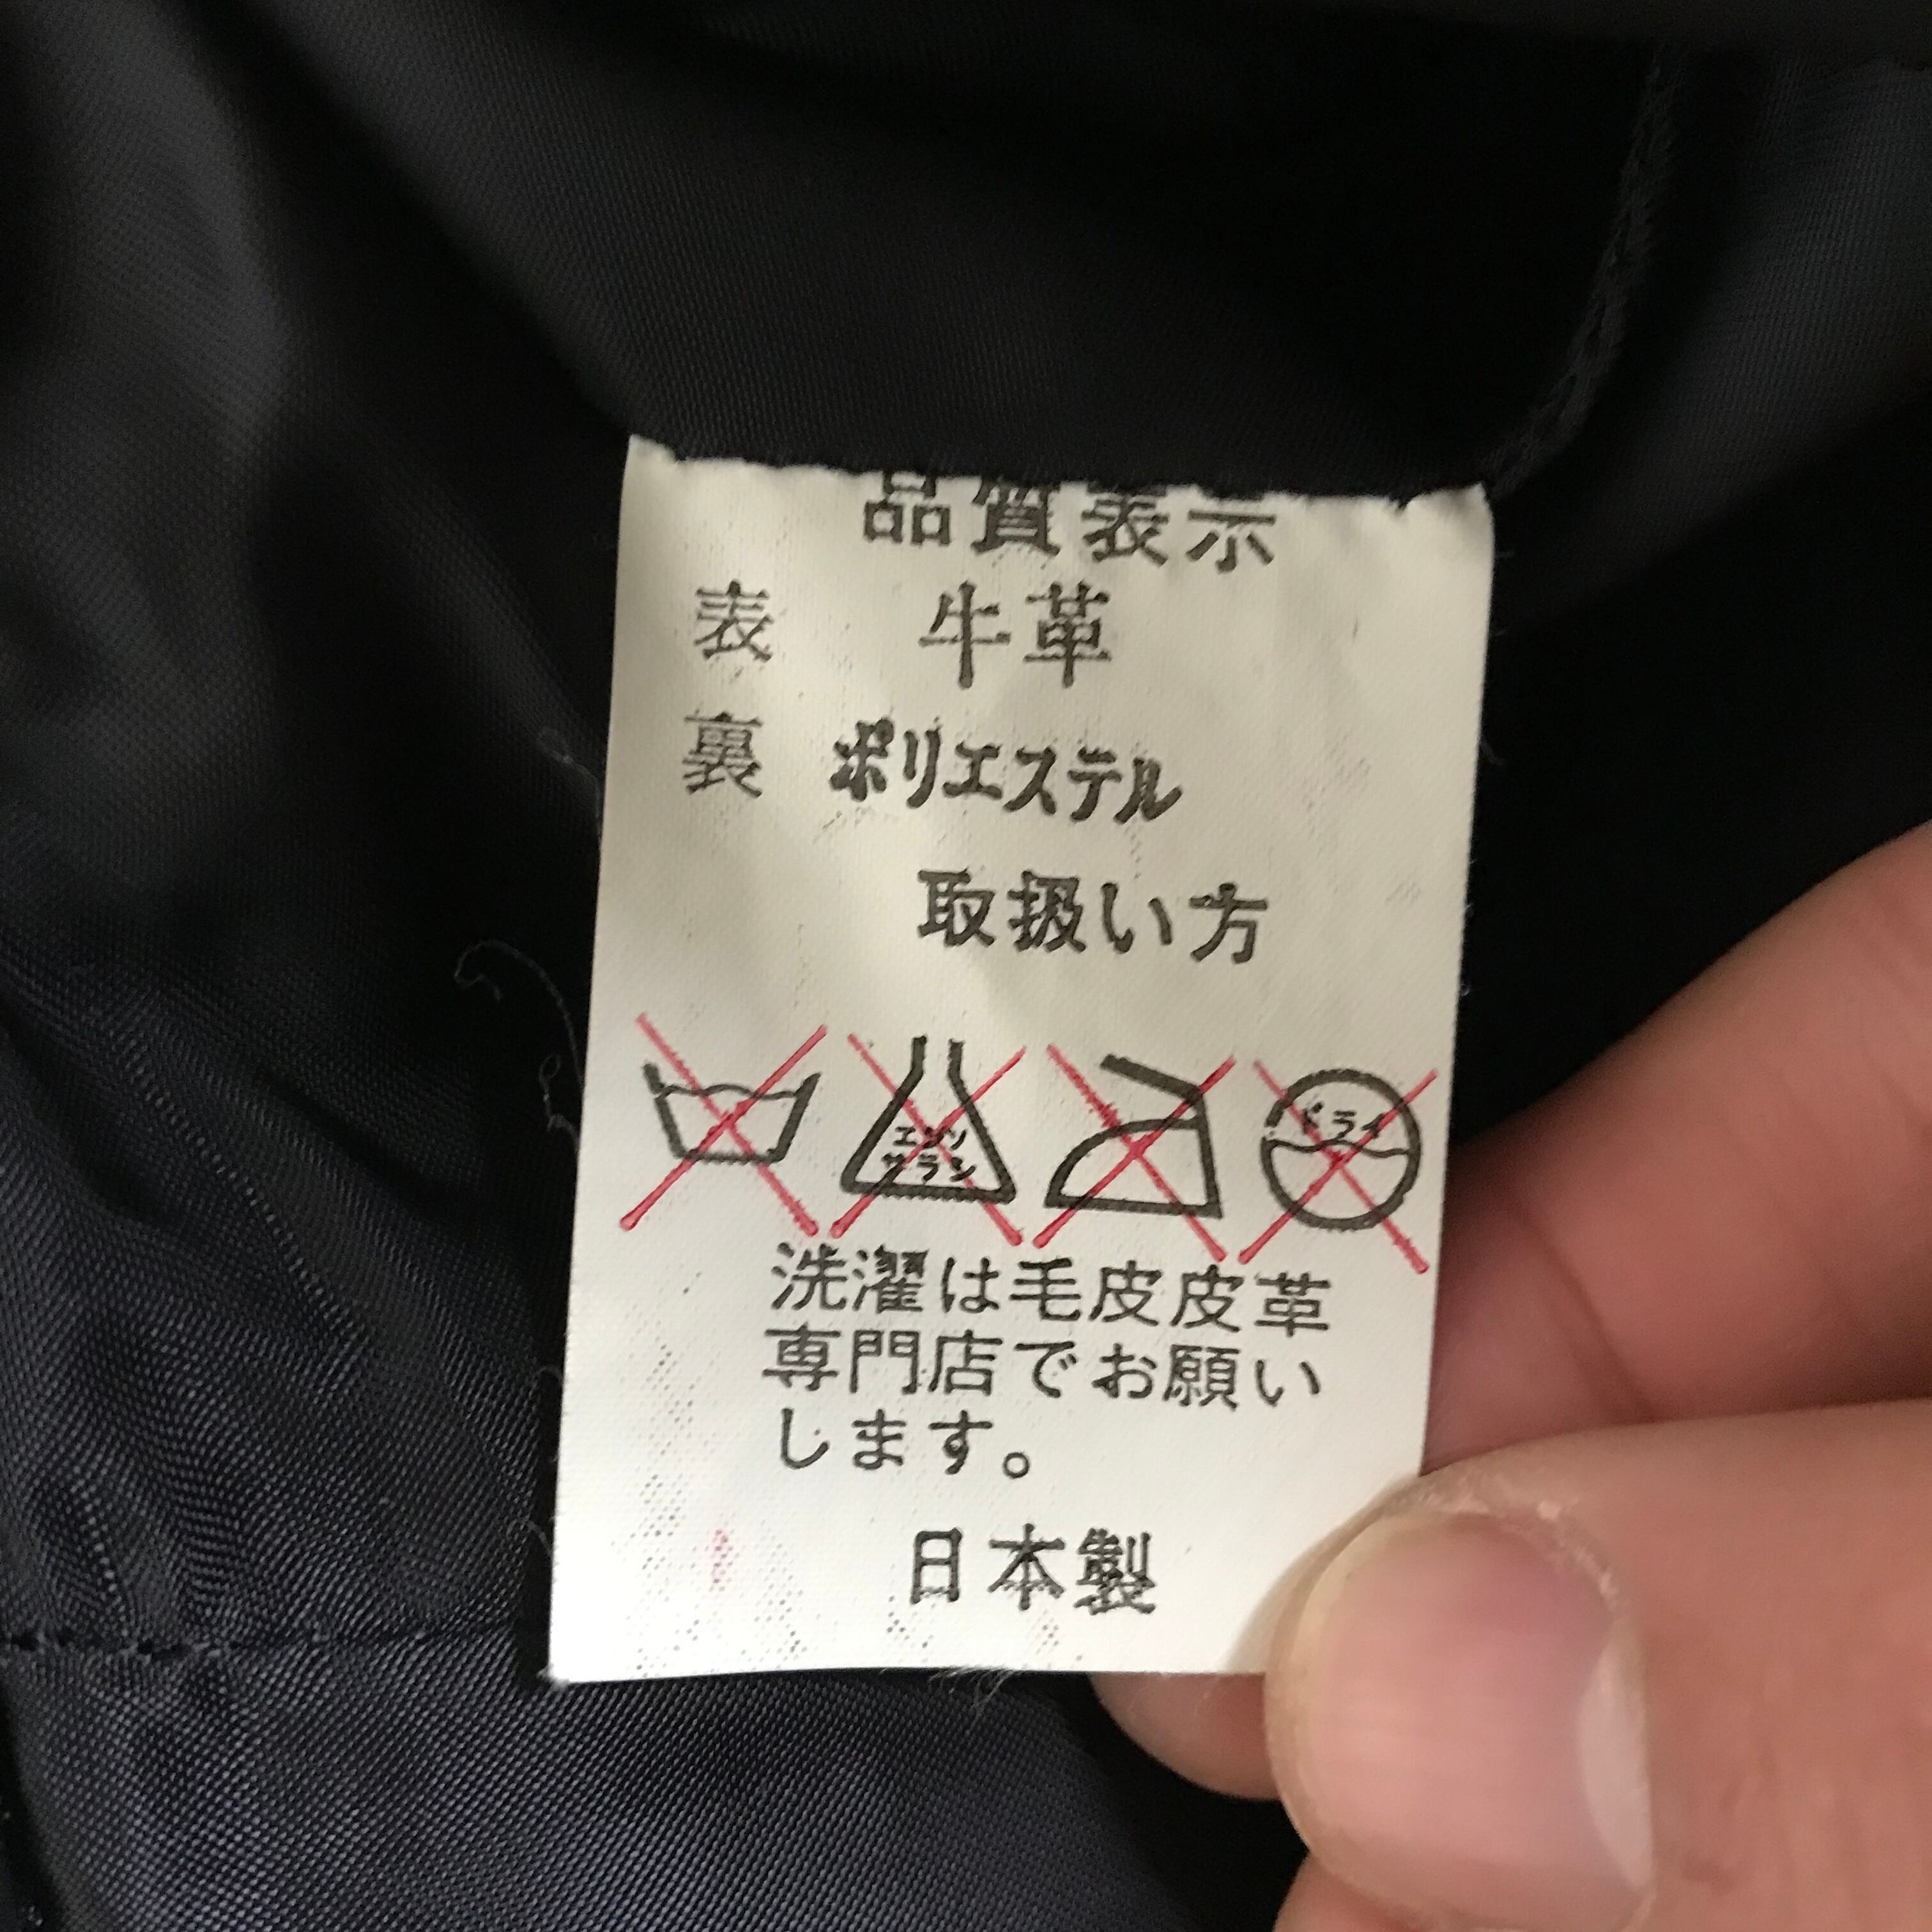 品質表示
表 牛革
裏 ポリエステル
取扱い方
エンソ
サラシ
ドライ
洗濯は毛皮皮革
専門店でお願い
します。
日本製